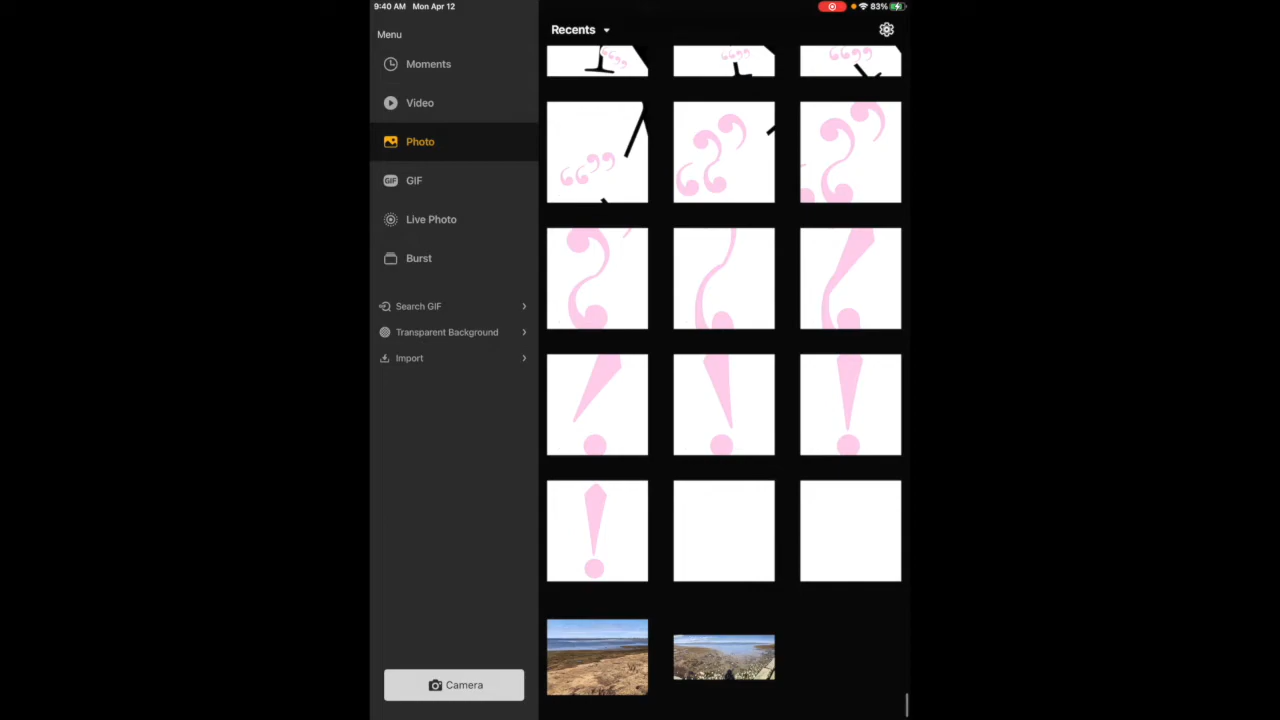 9:40 AM Mon Apr 12
83%
Menu
Recents
Moments
Video
Photo
GIF GIF
Live Photo
Burst
Search GIF
Transparent Background
Import
Camera
“”
“”
“”
“”
!
!
!
!